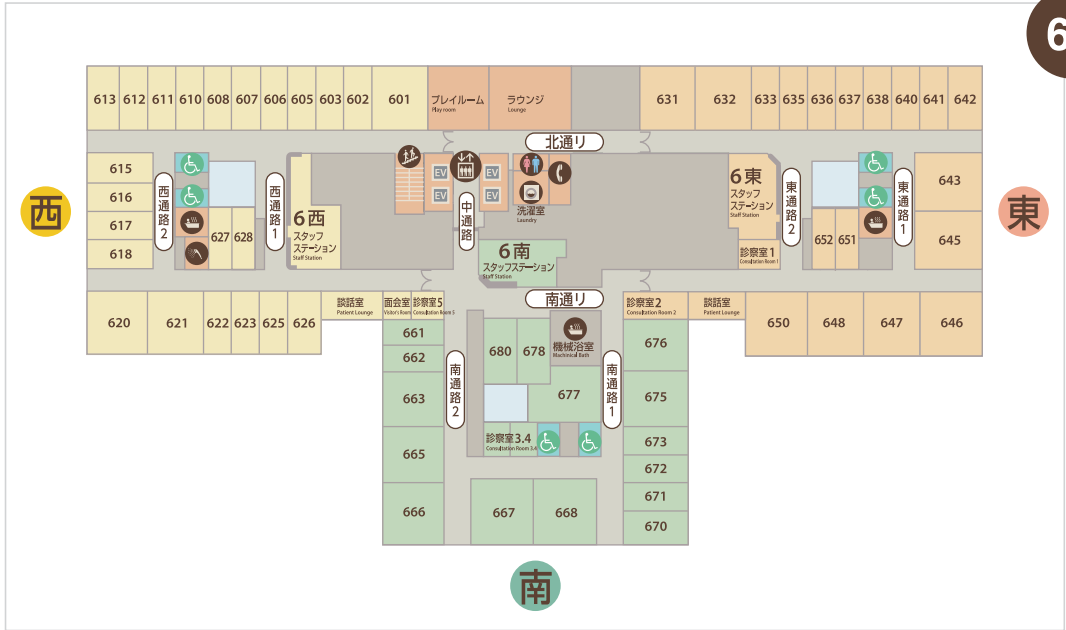 6
613 612 611 610 608 607 606 605 603 602 601
プレイルーム
Play room
ラウンジ
Lounge
631 632 633 635 636 637 638 640 641 642
北通り
615
616
617
618
西通路2
西通路1
627 628
6西
スタッフ
ステーション
Staff Station
EV EV
EV EV
中通路
洗濯室
Laundry
6南
スタッフステーション
Staff Station
6東
スタッフ
ステーション
Staff Station
診察室1
Consultation Room 1
東通路2
東通路1
652 651
643
645
西
東
南通り
620 621 622 623 625 626
談話室
Patient Lounge
面会室
Visitor's Room
診察室5
Consultation Room 5
診察室2
Consultation Room 2
談話室
Patient Lounge
650 648 647 646
661
662
663
665
666
南通路2
680 678
機械浴室
Machinical Bath
677
診察室3.4
Consultation Room 3.4
南通路1
667 668
676
675
673
672
671
670
南